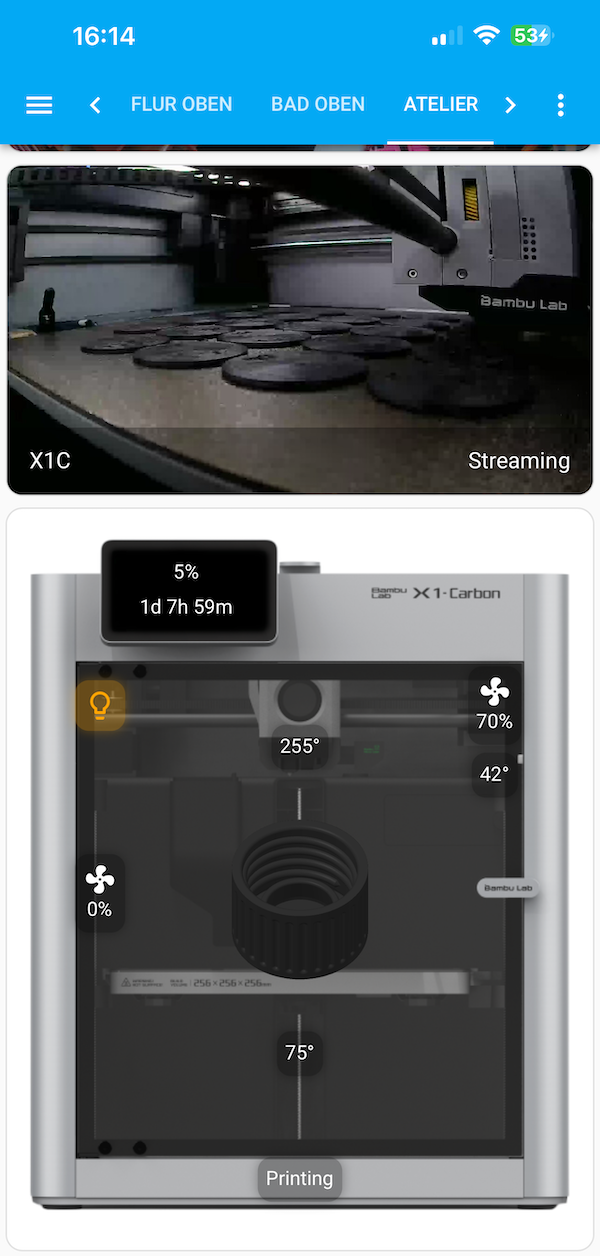 16:14
53
FLUR OBEN
BAD OBEN
ATELIER
Bambu Lab
X1C
Streaming
5%
1d 7h 59m
Bambu
Lab
X1-Carbon
70%
255°
42°
0%
Bambu Lab
256×256×256mm
75°
Printing